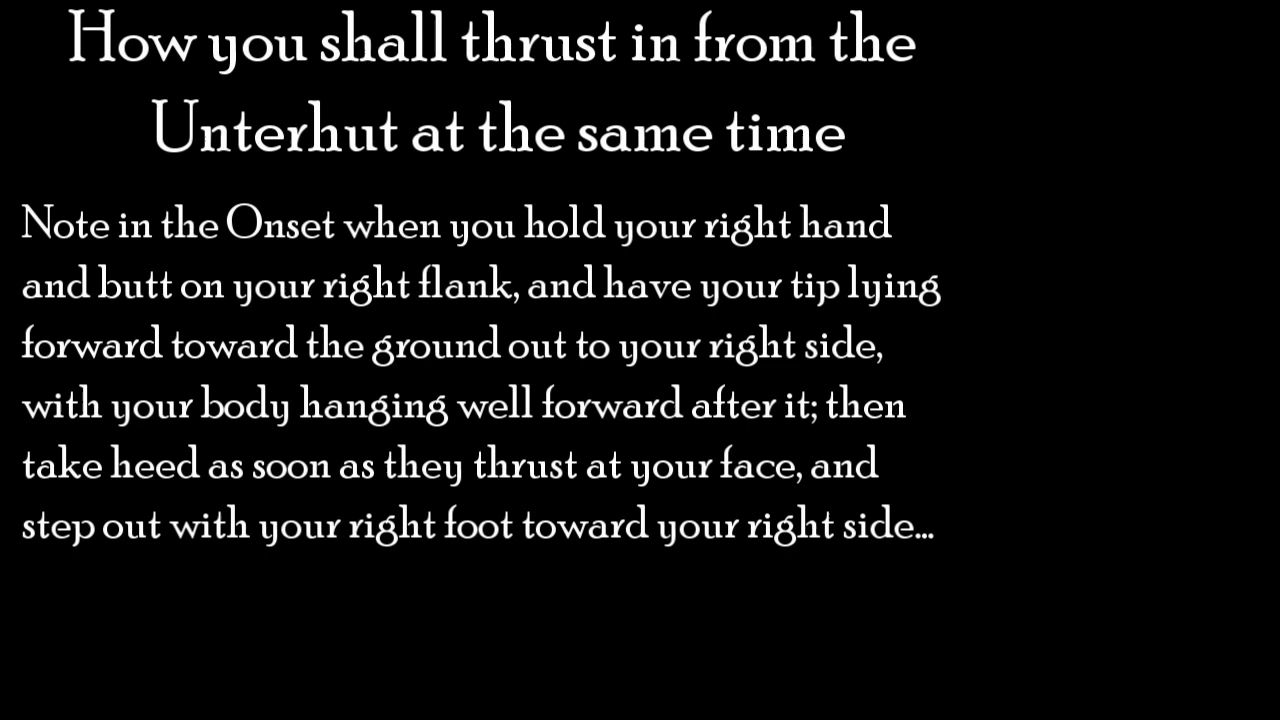 How you shall thrust in from the
Unterhut at the same time
Note in the Onset when you hold your right hand
and butt on your right flank, and have your tip lying
forward toward the ground out to your right side,
with your body hanging well forward after it; then
take heed as soon as they thrust at your face, and
step out with your right foot toward your right side...